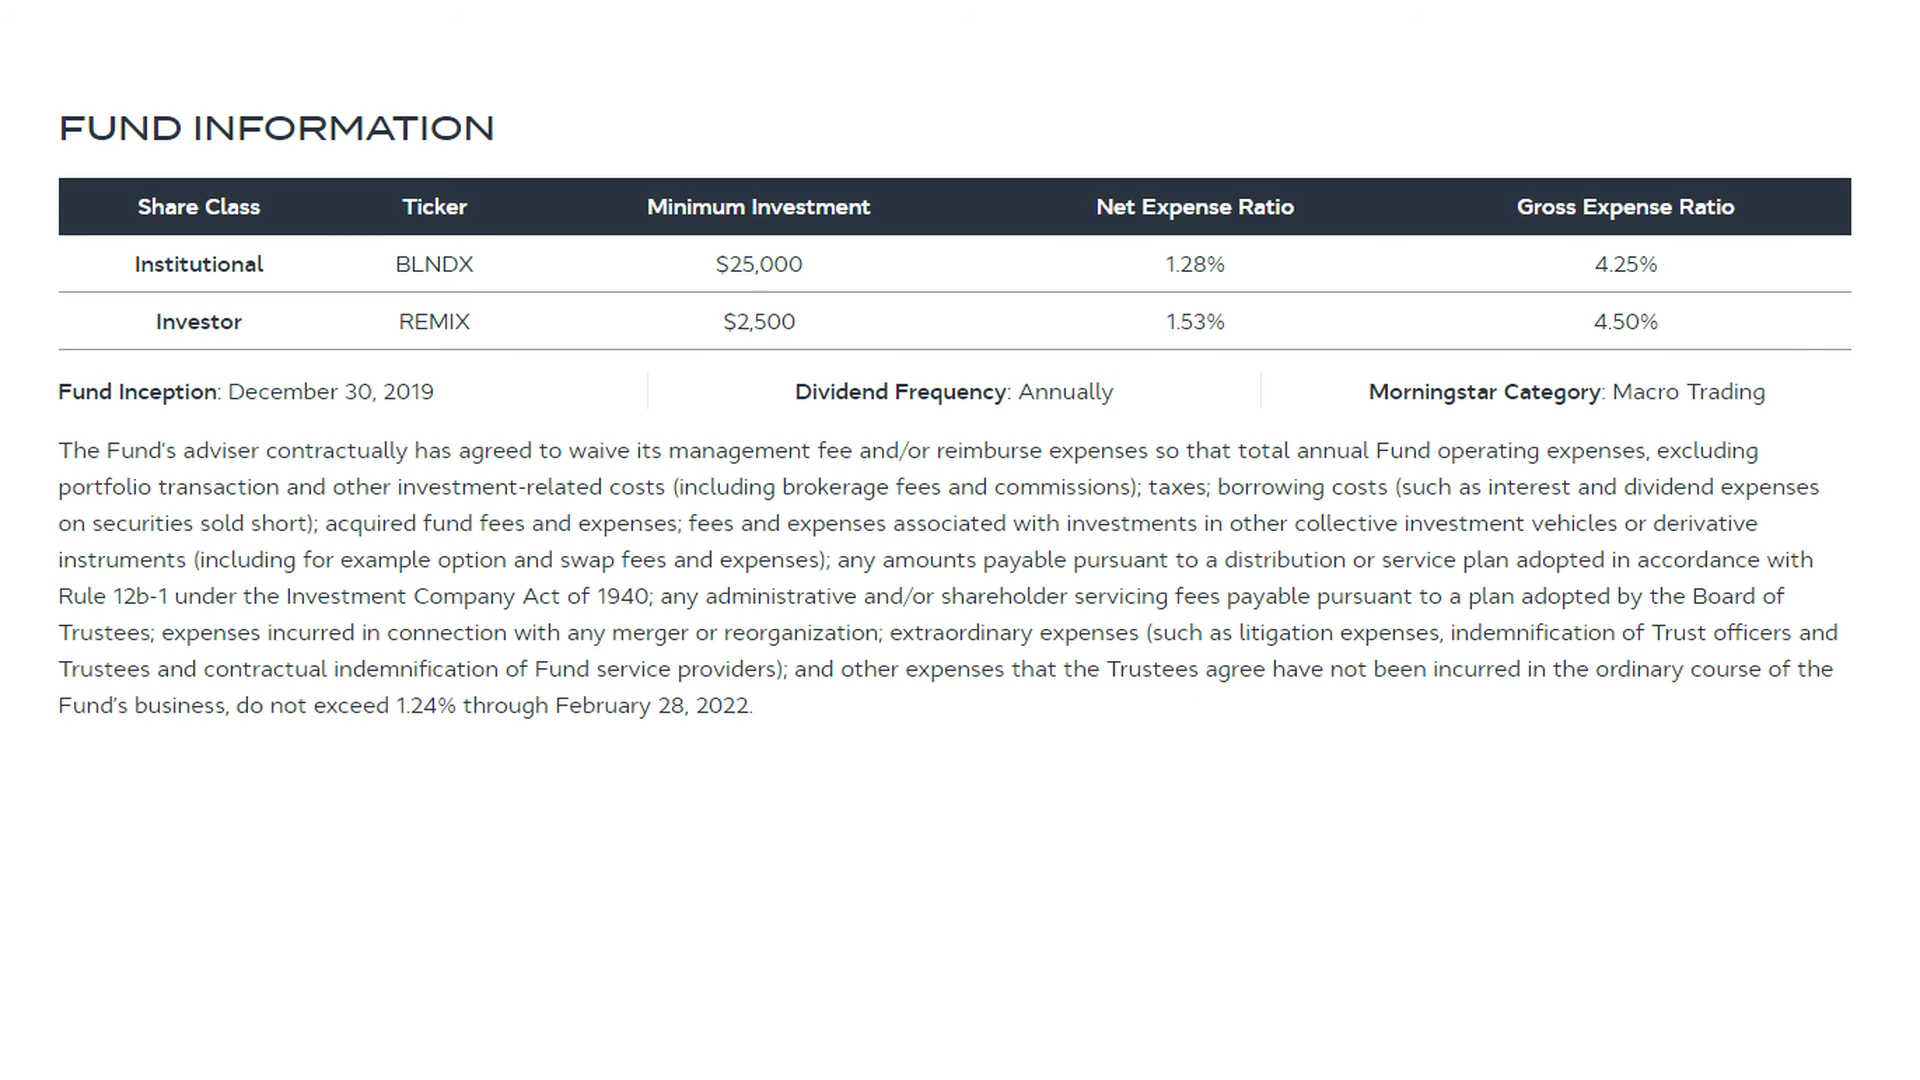 FUND INFORMATION
Share Class Ticker Minimum Investment Net Expense Ratio Gross Expense Ratio
Institutional BLNDX $25,000 1.28% 4.25%
Investor REMIX $2,500 1.53% 4.50%
Fund Inception: December 30, 2019 Dividend Frequency: Annually Morningstar Category: Macro Trading
The Fund’s adviser contractually has agreed to waive its management fee and/or reimburse expenses so that total annual Fund operating expenses, excluding
portfolio transaction and other investment-related costs (including brokerage fees and commissions); taxes; borrowing costs (such as interest and dividend expenses
on securities sold short); acquired fund fees and expenses; fees and expenses associated with investments in other collective investment vehicles or derivative
instruments (including for example option and swap fees and expenses); any amounts payable pursuant to a distribution or service plan adopted in accordance with
Rule 12b-1 under the Investment Company Act of 1940; any administrative and/or shareholder servicing fees payable pursuant to a plan adopted by the Board of
Trustees; expenses incurred in connection with any merger or reorganization; extraordinary expenses (such as litigation expenses, indemnification of Trust officers and
Trustees and contractual indemnification of Fund service providers); and other expenses that the Trustees agree have not been incurred in the ordinary course of the
Fund’s business, do not exceed 1.24% through February 28, 2022.